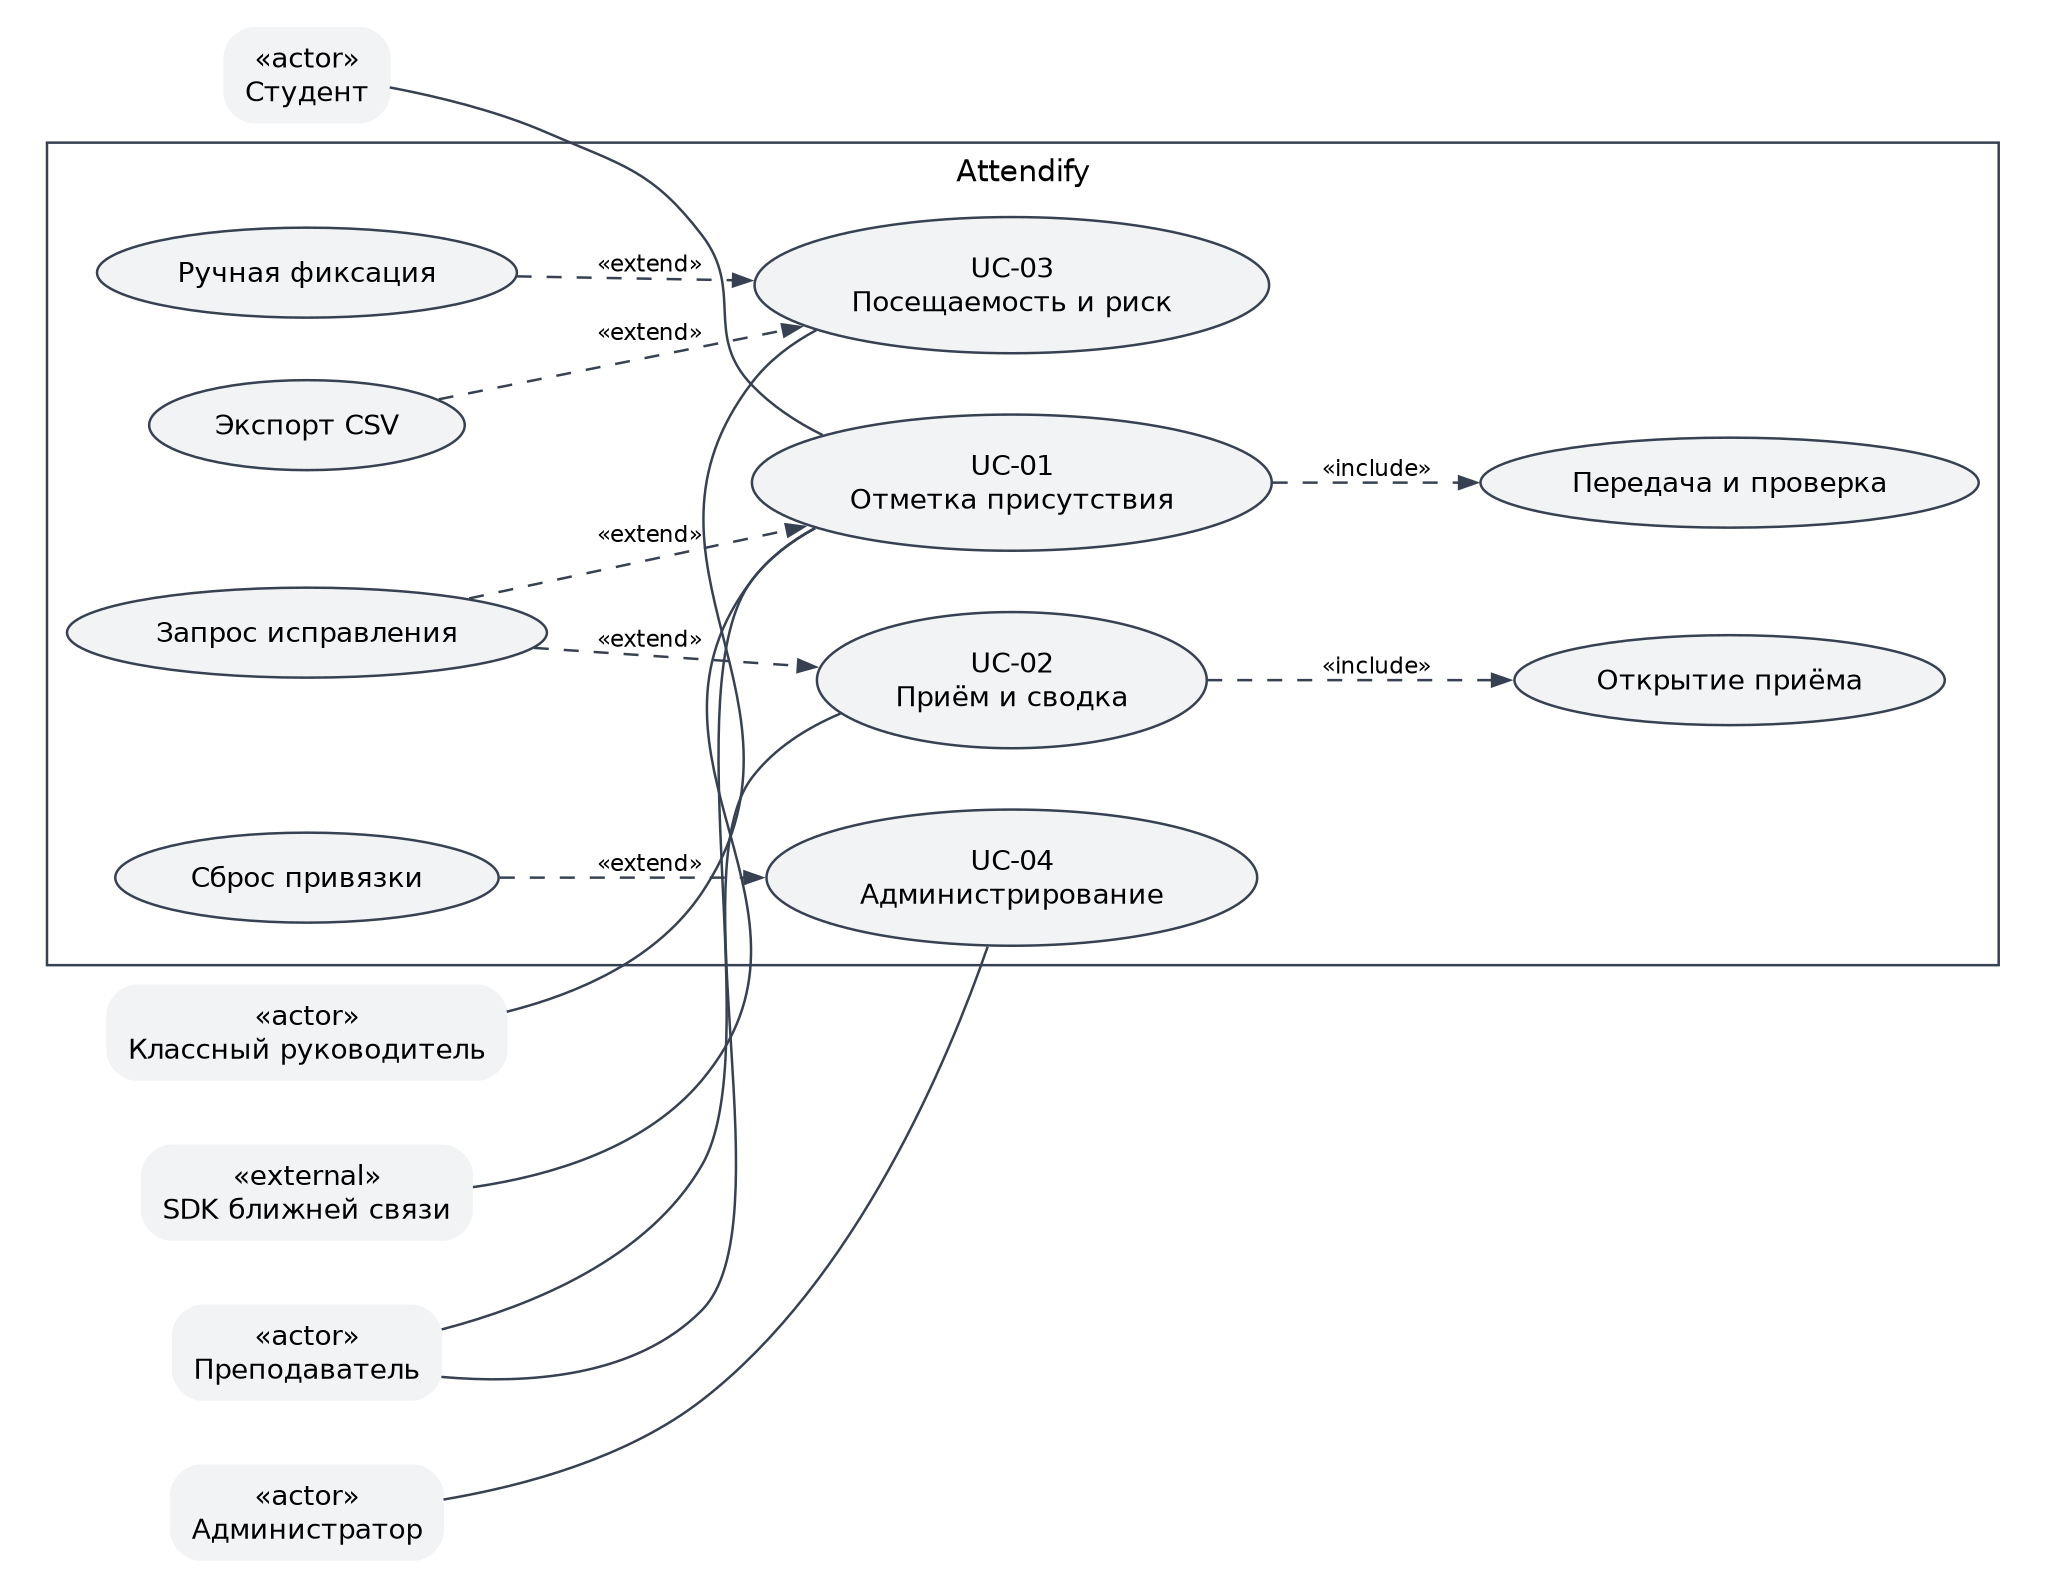 «actor»
Студент
Attendify
Ручная фиксация
«extend»
UC-03
Посещаемость и риск
«extend»
Экспорт CSV
UC-01
Отметка присутствия
«include»
Передача и проверка
«extend»
Запрос исправления
«extend»
UC-02
Приём и сводка
«include»
Открытие приёма
Сброс привязки
«extend»
UC-04
Администрирование
«actor»
Классный руководитель
«external»
SDK ближней связи
«actor»
Преподаватель
«actor»
Администратор